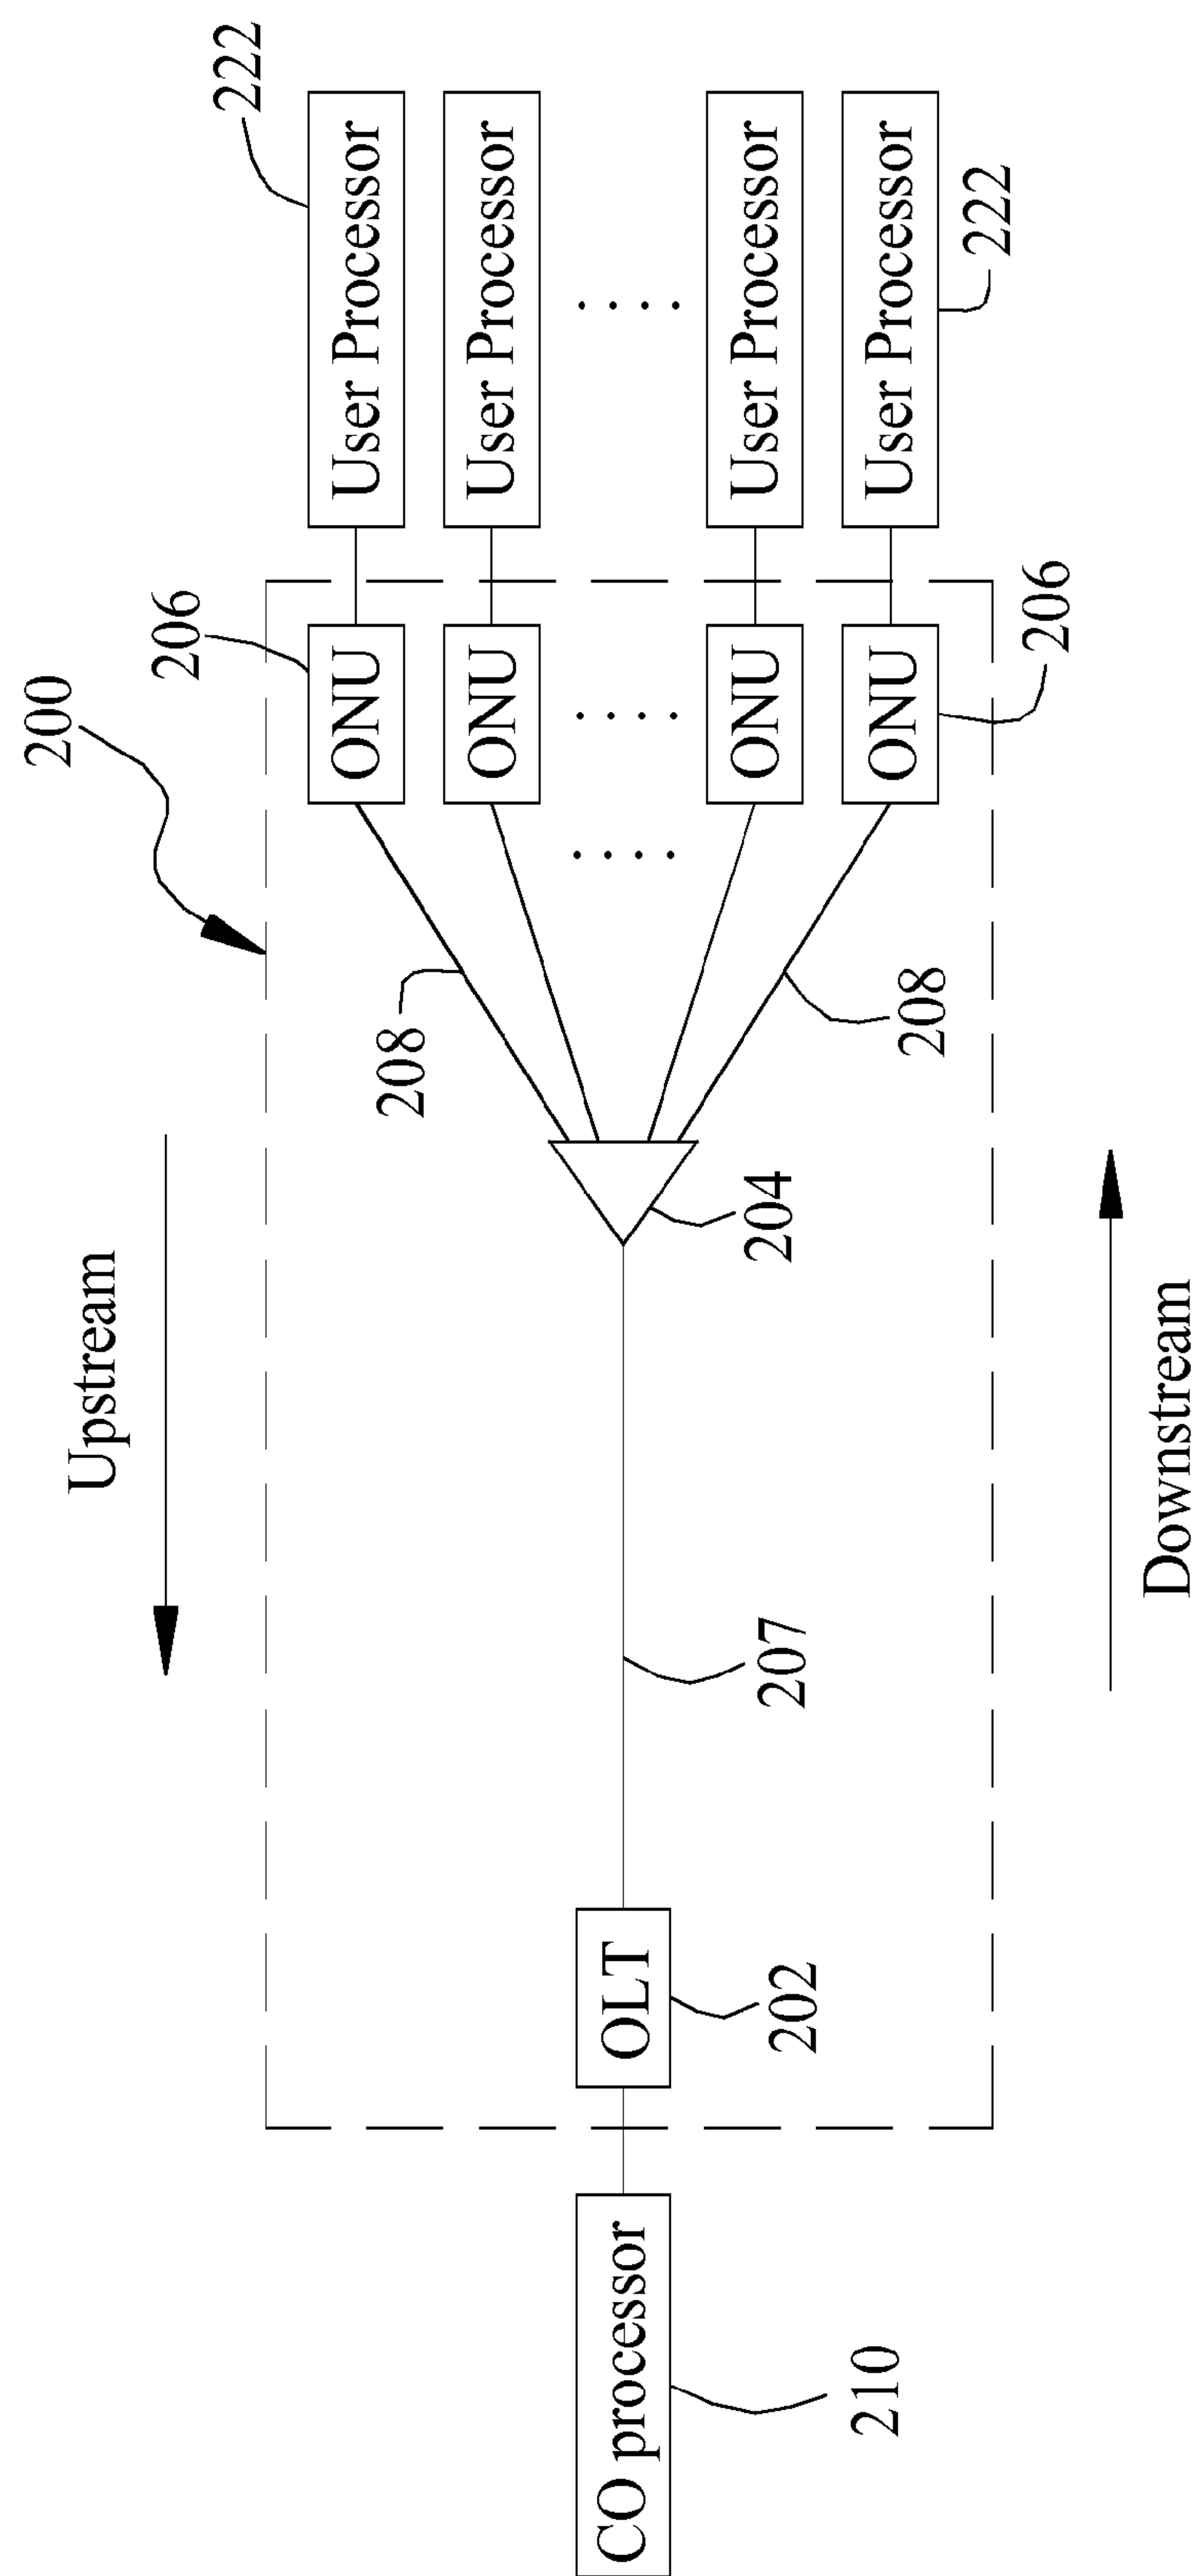 Upstream
200
222
206
User Processor
ONU
208
User Processor
ONU
CO processor
OLT
....
....
....
User Processor
ONU
204
207
202
210
User Processor
ONU
208
222
206
Downstream